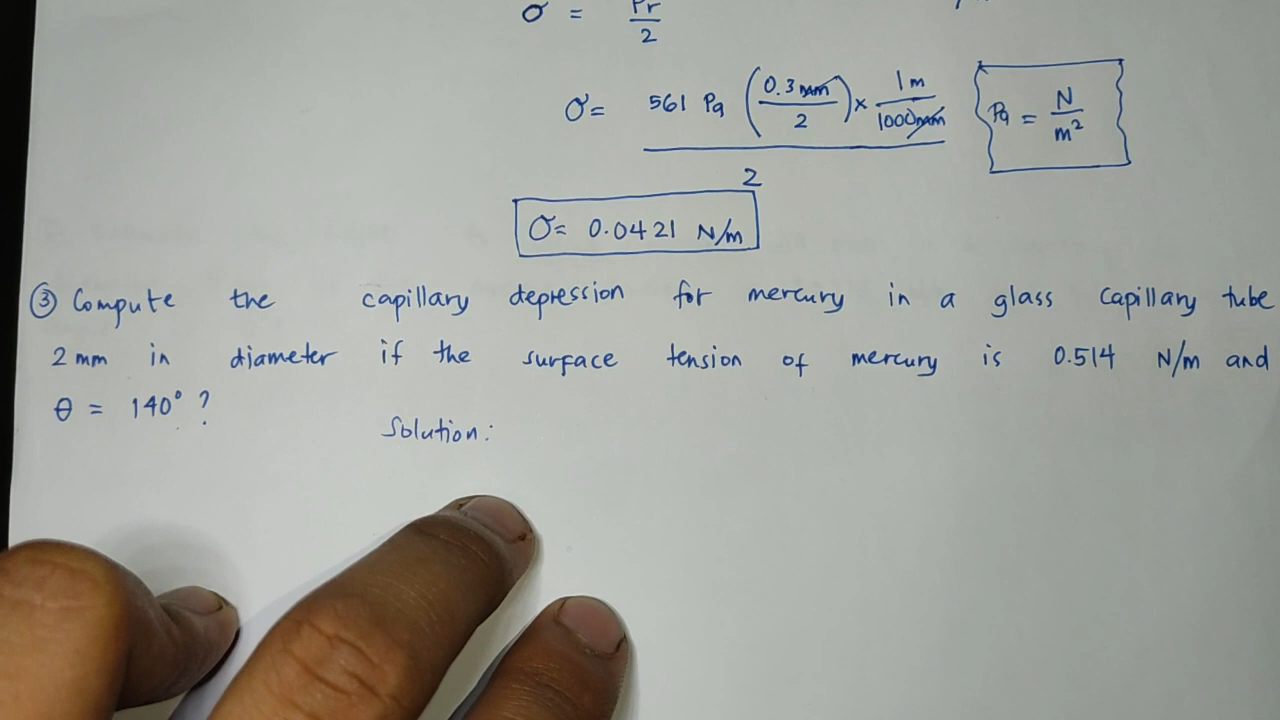 σ = Pr/2
σ= 561 Pa (0.3 mm/2) x 1m/1000mm / 2
Pa = N/m²
σ= 0.0421 N/m
③ Compute the capillary depression for mercury in a glass capillary tube
2 mm in diameter if the surface tension of mercury is 0.514 N/m and
θ = 140° ?
Solution: